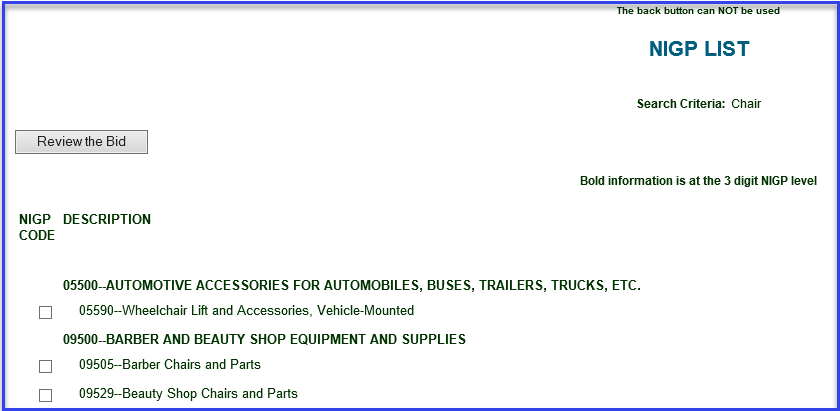 The back button can NOT be used
NIGP LIST
Search Criteria: Chair
Review the Bid
Bold information is at the 3 digit NIGP level
NIGP DESCRIPTION
CODE
05500--AUTOMOTIVE ACCESSORIES FOR AUTOMOBILES, BUSES, TRAILERS, TRUCKS, ETC.
05590--Wheelchair Lift and Accessories, Vehicle-Mounted
09500--BARBER AND BEAUTY SHOP EQUIPMENT AND SUPPLIES
09505--Barber Chairs and Parts
09529--Beauty Shop Chairs and Parts